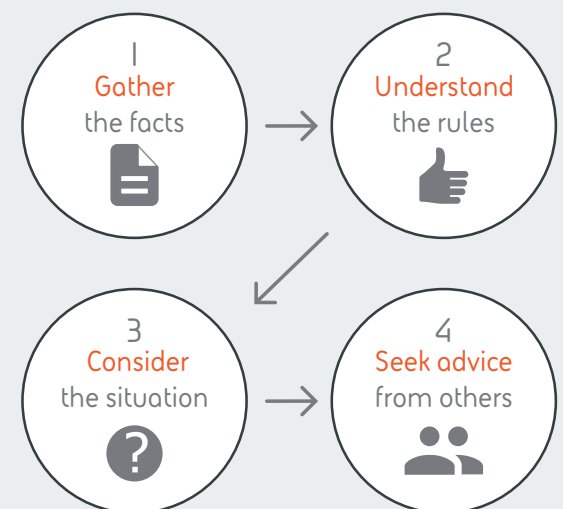 1
Gather
the facts
2
Understand
the rules
3
Consider
the situation
?
4
Seek advice
from others